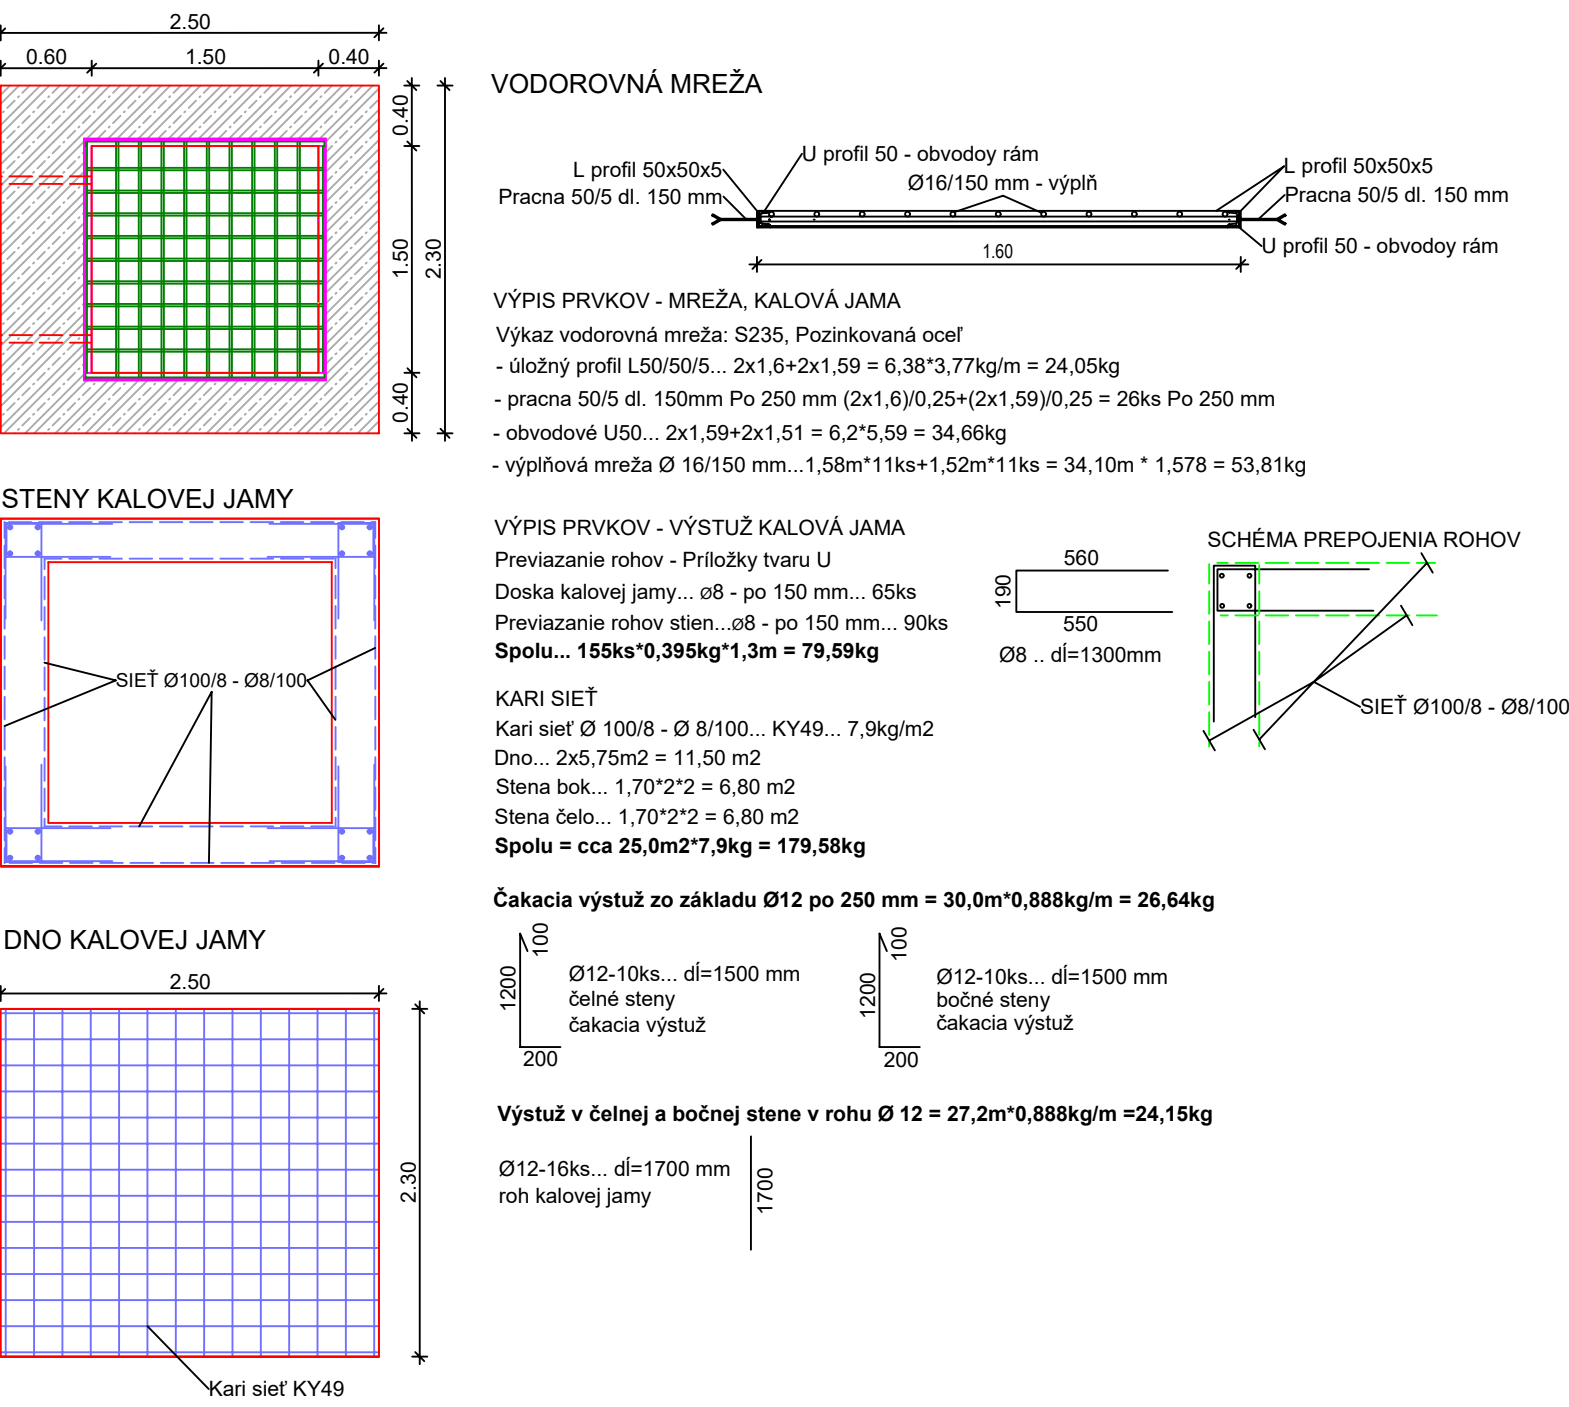 2.50
0.60 1.50 0.40
0.40
1.50
2.30
0.40
VODOROVNÁ MREŽA
L profil 50x50x5
Pracna 50/5 dl. 150 mm
U profil 50 - obvodoy rám
Ø16/150 mm - výplň
L profil 50x50x5
Pracna 50/5 dl. 150 mm
U profil 50 - obvodoy rám
1.60
VÝPIS PRVKOV - MREŽA, KALOVÁ JAMA
Výkaz vodorovná mreža: S235, Pozinkovaná oceľ
- úložný profil L50/50/5... 2x1,6+2x1,59 = 6,38*3,77kg/m = 24,05kg
- pracna 50/5 dl. 150mm Po 250 mm (2x1,6)/0,25+(2x1,59)/0,25 = 26ks Po 250 mm
- obvodové U50... 2x1,59+2x1,51 = 6,2*5,59 = 34,66kg
- výplňová mreža Ø 16/150 mm...1,58m*11ks+1,52m*11ks = 34,10m * 1,578 = 53,81kg
STENY KALOVEJ JAMY
SIEŤ Ø100/8 - Ø8/100
VÝPIS PRVKOV - VÝSTUŽ KALOVÁ JAMA
Previazanie rohov - Príložky tvaru U
Doska kalovej jamy... ø8 - po 150 mm... 65ks
Previazanie rohov stien...ø8 - po 150 mm... 90ks
Spolu... 155ks*0,395kg*1,3m = 79,59kg
560
190
550
Ø8 .. dĺ=1300mm
SCHÉMA PREPOJENIA ROHOV
SIEŤ Ø100/8 - Ø8/100
KARI SIEŤ
Kari sieť Ø 100/8 - Ø 8/100... KY49... 7,9kg/m2
Dno... 2x5,75m2 = 11,50 m2
Stena bok... 1,70*2*2 = 6,80 m2
Stena čelo... 1,70*2*2 = 6,80 m2
Spolu = cca 25,0m2*7,9kg = 179,58kg
Čakacia výstuž zo základu Ø12 po 250 mm = 30,0m*0,888kg/m = 26,64kg
100
1200
200
Ø12-10ks... dĺ=1500 mm
čelné steny
čakacia výstuž
100
1200
200
Ø12-10ks... dĺ=1500 mm
bočné steny
čakacia výstuž
Výstuž v čelnej a bočnej stene v rohu Ø 12 = 27,2m*0,888kg/m =24,15kg
Ø12-16ks... dĺ=1700 mm
roh kalovej jamy
1700
DNO KALOVEJ JAMY
2.50
2.30
Kari sieť KY49